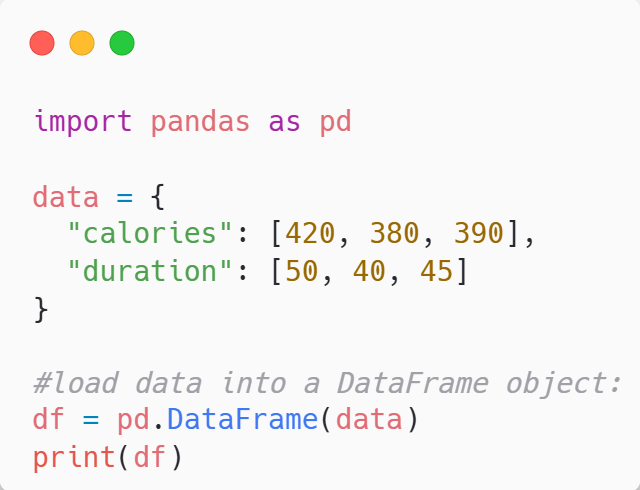 import pandas as pd
data = {
  "calories": [420, 380, 390],
  "duration": [50, 40, 45]
}
#load data into a DataFrame object:
df = pd.DataFrame(data)
print(df)